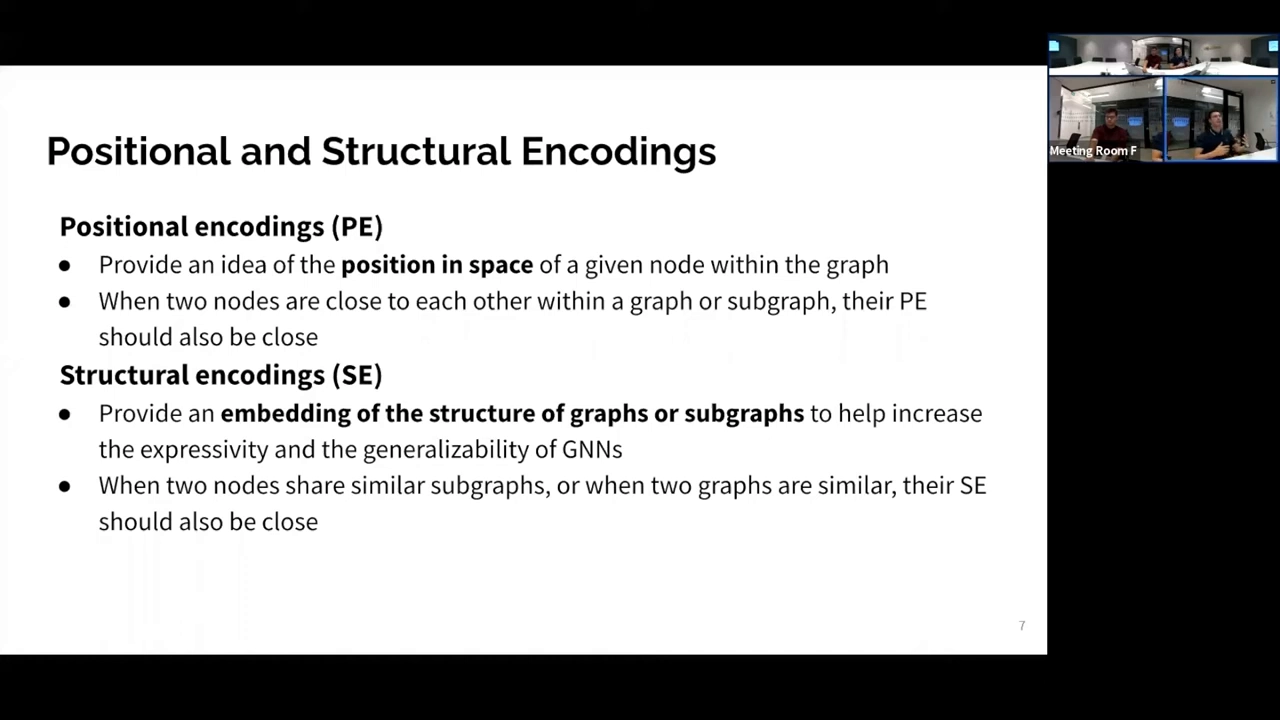 Positional and Structural Encodings
Positional encodings (PE)
● Provide an idea of the position in space of a given node within the graph
● When two nodes are close to each other within a graph or subgraph, their PE
should also be close
Structural encodings (SE)
● Provide an embedding of the structure of graphs or subgraphs to help increase
the expressivity and the generalizability of GNNs
● When two nodes share similar subgraphs, or when two graphs are similar, their SE
should also be close
7
Meeting Room F